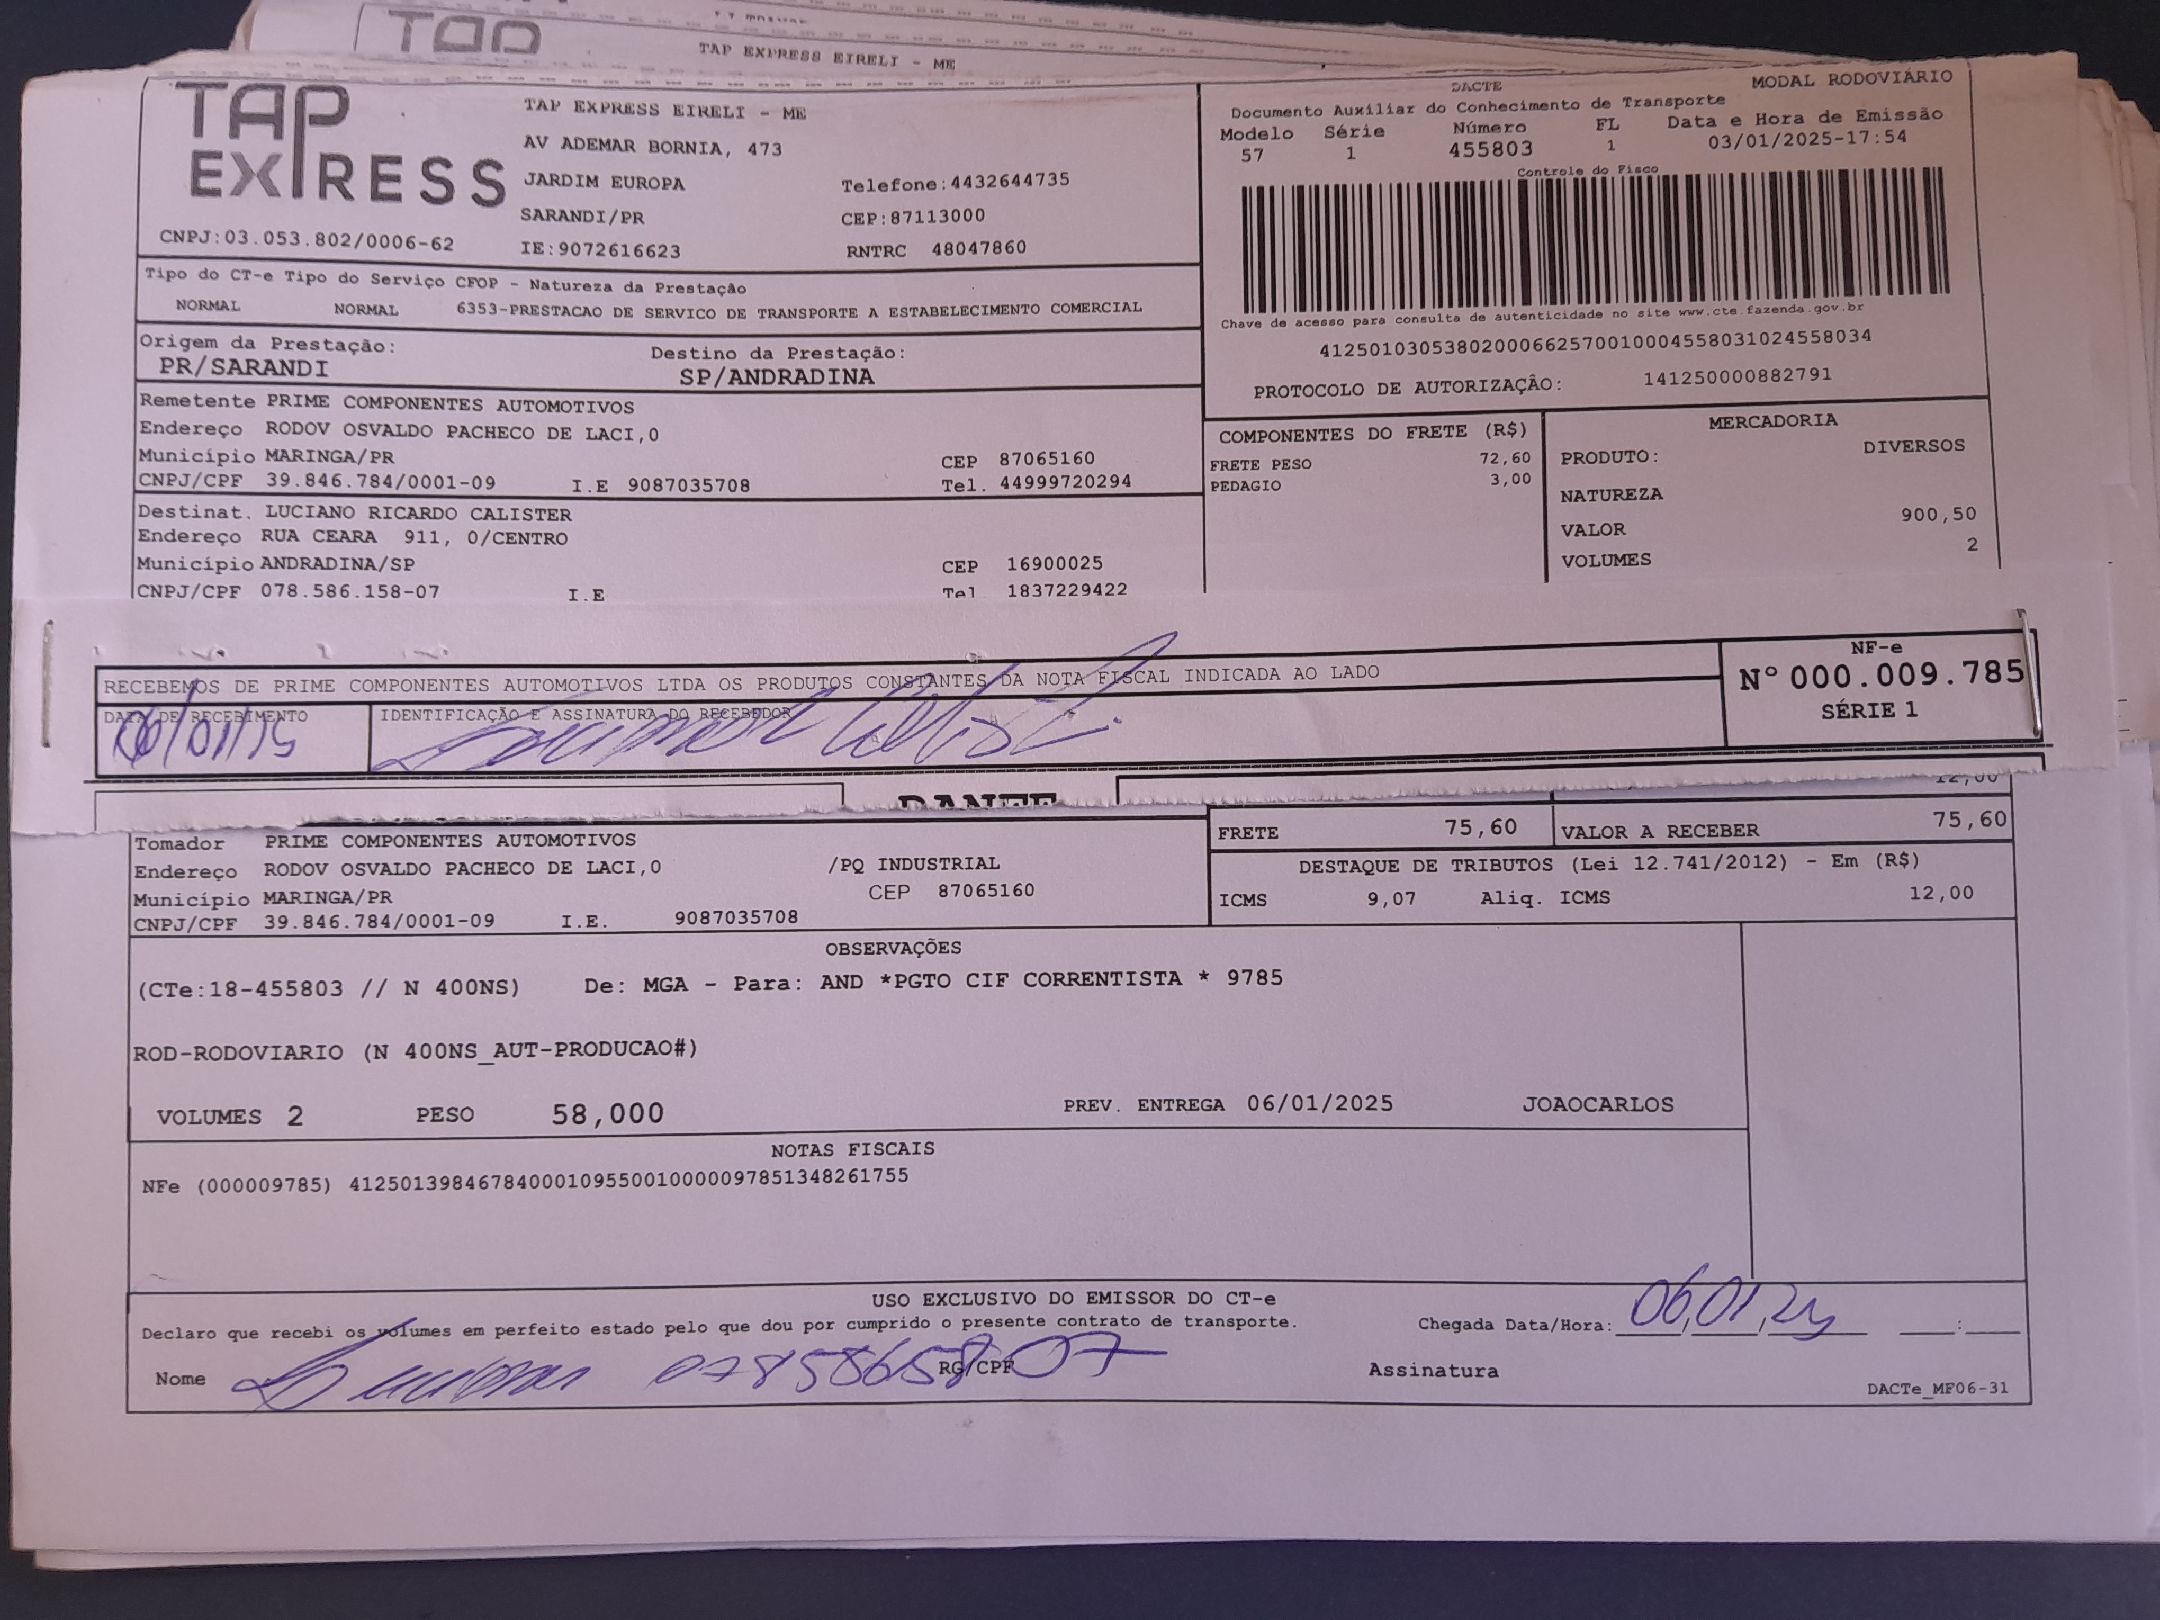 TAP EXPRESS EIRELI - ME
TAP EXPRESS
TAP EXPRESS EIRELI - ME
AV ADEMAR BORNIA, 473
JARDIM EUROPA Telefone:4432644735
SARANDI/PR CEP:87113000
CNPJ:03.053.802/0006-62 IE:9072616623 RNTRC 48047860
DACTE MODAL RODOVIÁRIO
Documento Auxiliar do Conhecimento de Transporte
Modelo Série Número FL Data e Hora de Emissão
57 1 455803 1 03/01/2025-17:54
Controle do Fisco
Chave de acesso para consulta de autenticidade no site www.cte.fazenda.gov.br
41250103053802000662570010004558031024558034
PROTOCOLO DE AUTORIZAÇÃO: 141250000882791
Tipo do CT-e Tipo do Serviço CFOP - Natureza da Prestação
NORMAL NORMAL 6353-PRESTACAO DE SERVICO DE TRANSPORTE A ESTABELECIMENTO COMERCIAL
Origem da Prestação: Destino da Prestação:
PR/SARANDI SP/ANDRADINA
Remetente PRIME COMPONENTES AUTOMOTIVOS
Endereço RODOV OSVALDO PACHECO DE LACI,0
Município MARINGA/PR CEP 87065160
CNPJ/CPF 39.846.784/0001-09 I.E 9087035708 Tel. 44999720294
Destinat. LUCIANO RICARDO CALISTER
Endereço RUA CEARA 911, 0/CENTRO
Município ANDRADINA/SP CEP 16900025
CNPJ/CPF 078.586.158-07 I.E Tel 1837229422
COMPONENTES DO FRETE (R$)
FRETE PESO 72,60
PEDAGIO 3,00
MERCADORIA
PRODUTO: DIVERSOS
NATUREZA
VALOR 900,50
VOLUMES 2
RECEBEMOS DE PRIME COMPONENTES AUTOMOTIVOS LTDA OS PRODUTOS CONSTANTES DA NOTA FISCAL INDICADA AO LADO
DATA DE RECEBIMENTO IDENTIFICAÇÃO E ASSINATURA DO RECEBEDOR
NF-e
Nº 000.009.785
SÉRIE 1
DANFE
12,00
Tomador PRIME COMPONENTES AUTOMOTIVOS
Endereço RODOV OSVALDO PACHECO DE LACI,0 /PQ INDUSTRIAL
Município MARINGA/PR CEP 87065160
CNPJ/CPF 39.846.784/0001-09 I.E. 9087035708
FRETE 75,60 VALOR A RECEBER 75,60
DESTAQUE DE TRIBUTOS (Lei 12.741/2012) - Em (R$)
ICMS 9,07 Aliq. ICMS 12,00
OBSERVAÇÕES
(CTe:18-455803 // N 400NS) De: MGA - Para: AND *PGTO CIF CORRENTISTA * 9785
ROD-RODOVIARIO (N 400NS_AUT-PRODUCAO#)
VOLUMES 2 PESO 58,000 PREV. ENTREGA 06/01/2025 JOAOCARLOS
NOTAS FISCAIS
NFe (000009785) 41250139846784000109550010000097851348261755
USO EXCLUSIVO DO EMISSOR DO CT-e
Declaro que recebi os volumes em perfeito estado pelo que dou por cumprido o presente contrato de transporte. Chegada Data/Hora: 06,01,25
Nome Luciano RG/CPF 07858658807 Assinatura
DACTe_MF06-31